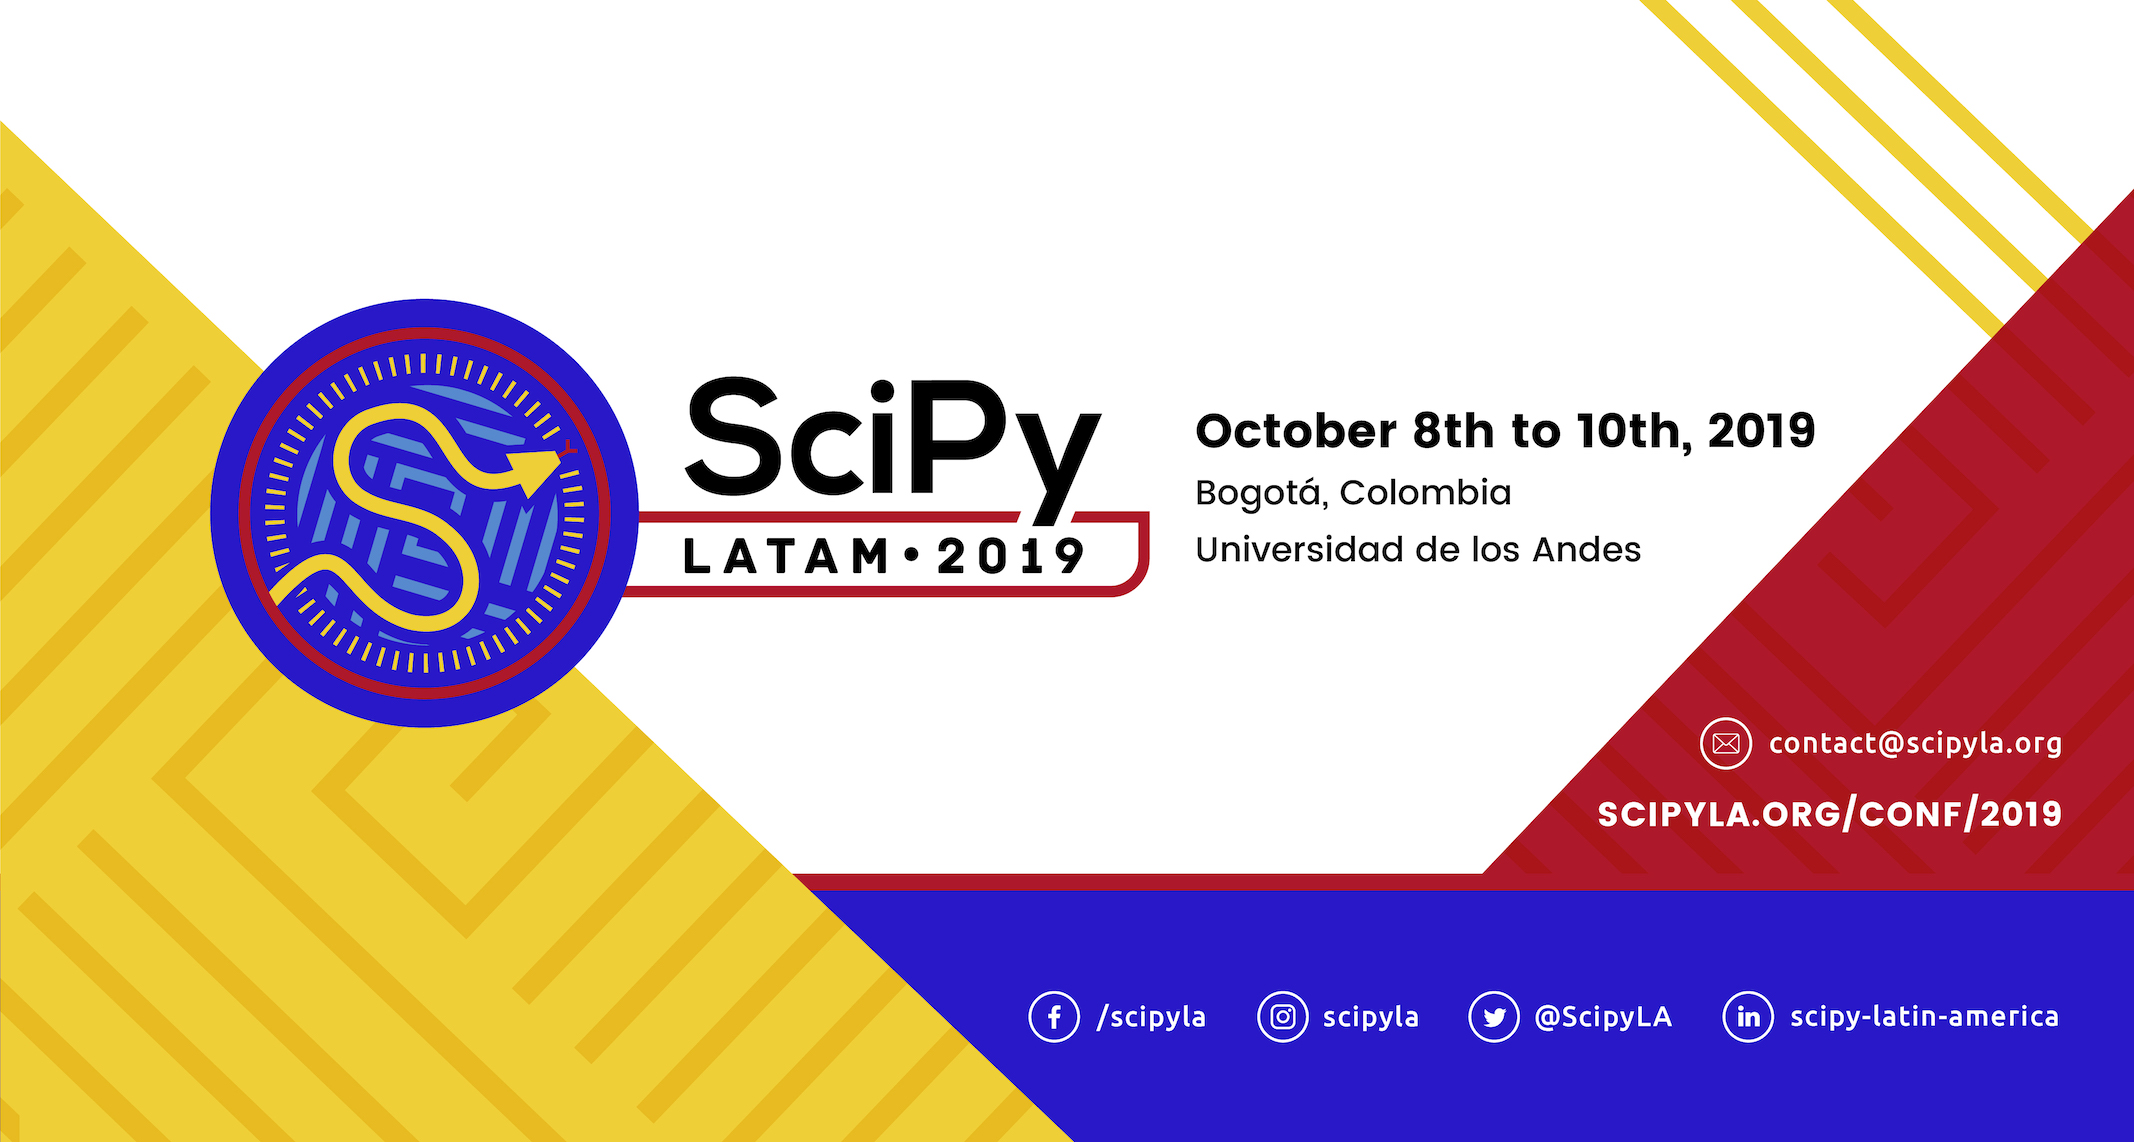 SciPy
LATAM • 2019
October 8th to 10th, 2019
Bogotá, Colombia
Universidad de los Andes
contact@scipyla.org
SCIPYLA.ORG/CONF/2019
/scipyla
scipyla
@ScipyLA
scipy-latin-america